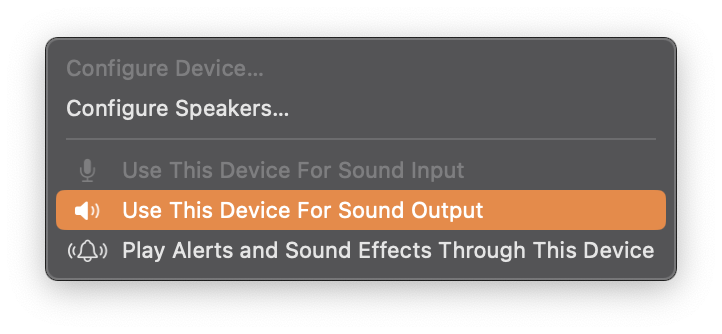 Configure Device...
Configure Speakers...
Use This Device For Sound Input
Use This Device For Sound Output
Play Alerts and Sound Effects Through This Device